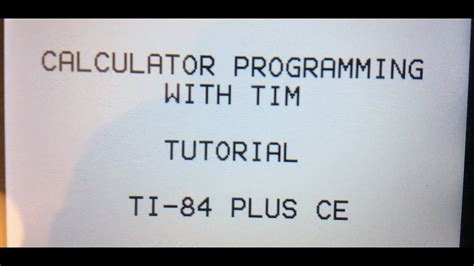 CALCULATOR PROGRAMMING
WITH TIM
TUTORIAL
TI-84 PLUS CE